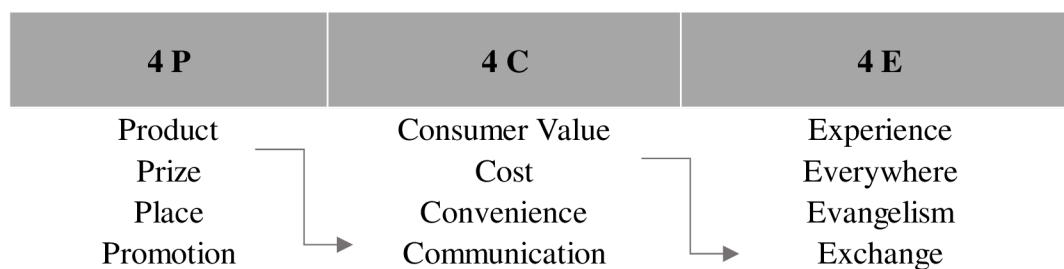 4 P 4 C 4 E
Product Consumer Value Experience
Prize Cost Everywhere
Place Convenience Evangelism
Promotion Communication Exchange